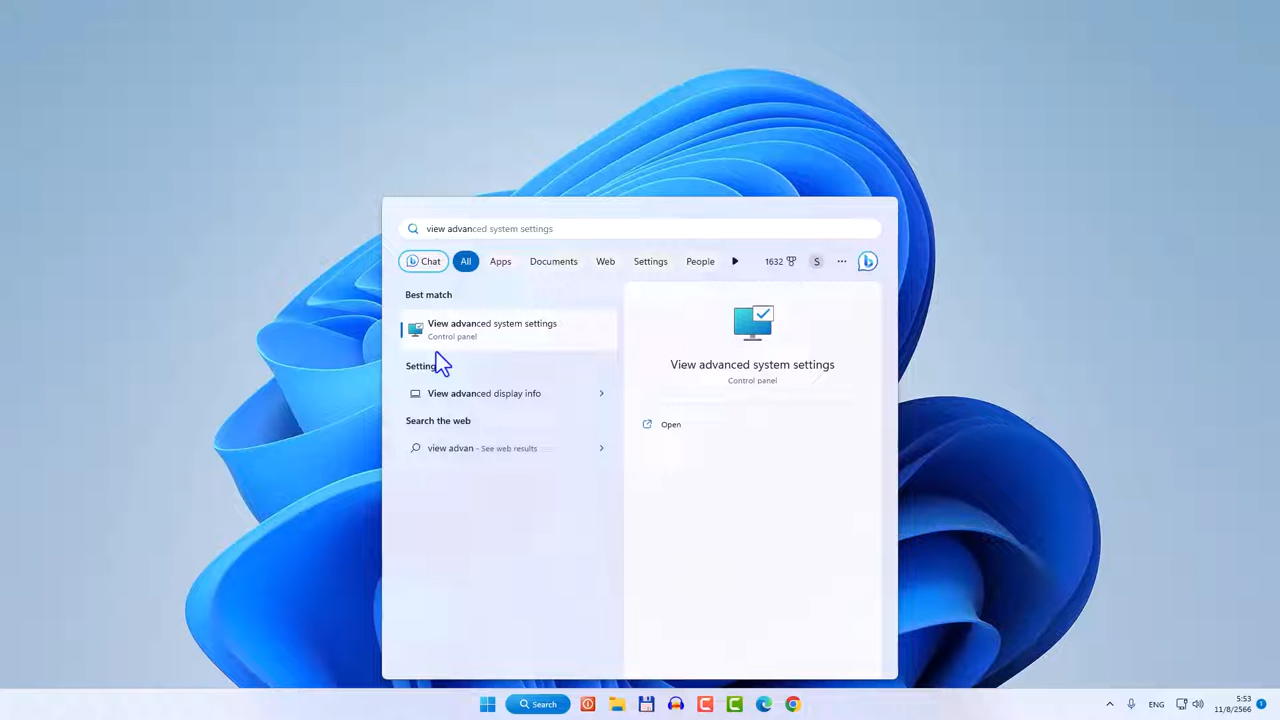 view advanced system settings
Chat All Apps Documents Web Settings People 1632 S
Best match
View advanced system settings
Control panel
Setting
View advanced display info
Search the web
view advan - See web results
View advanced system settings
Control panel
Open
Search
ENG
5:53
11/8/2566
1